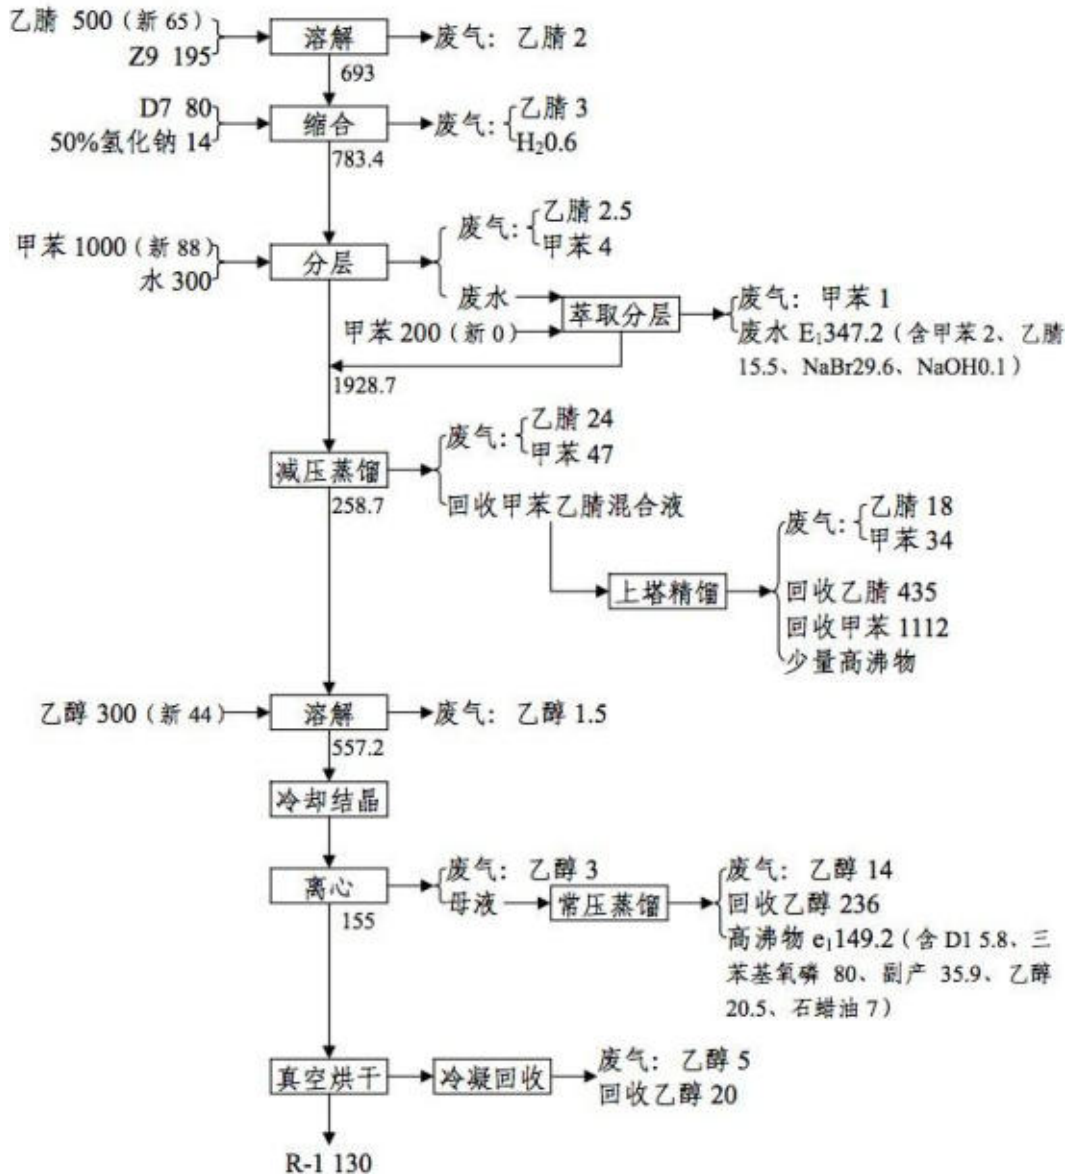 乙腈 500（新 65）
Z9 195
溶解
废气： 乙腈 2
693
D7 80
50%氢化钠 14
缩合
废气：
乙腈 3
H₂0.6
783.4
甲苯 1000（新 88）
水 300
分层
废气：
乙腈 2.5
甲苯 4
废水
甲苯 200（新 0）
萃取分层
废气： 甲苯 1
废水 E₁347.2（含甲苯 2、乙腈
15.5、NaBr29.6、NaOH0.1）
1928.7
减压蒸馏
废气：
乙腈 24
甲苯 47
回收甲苯乙腈混合液
258.7
上塔精馏
废气：
乙腈 18
甲苯 34
回收乙腈 435
回收甲苯 1112
少量高沸物
乙醇 300（新 44）
溶解
废气： 乙醇 1.5
557.2
冷却结晶
离心
废气： 乙醇 3
母液
155
常压蒸馏
废气： 乙醇 14
回收乙醇 236
高沸物 e₁149.2（含 D1 5.8、三
苯基氧磷 80、副产 35.9、乙醇
20.5、石蜡油 7）
真空烘干
冷凝回收
废气： 乙醇 5
回收乙醇 20
R-1 130